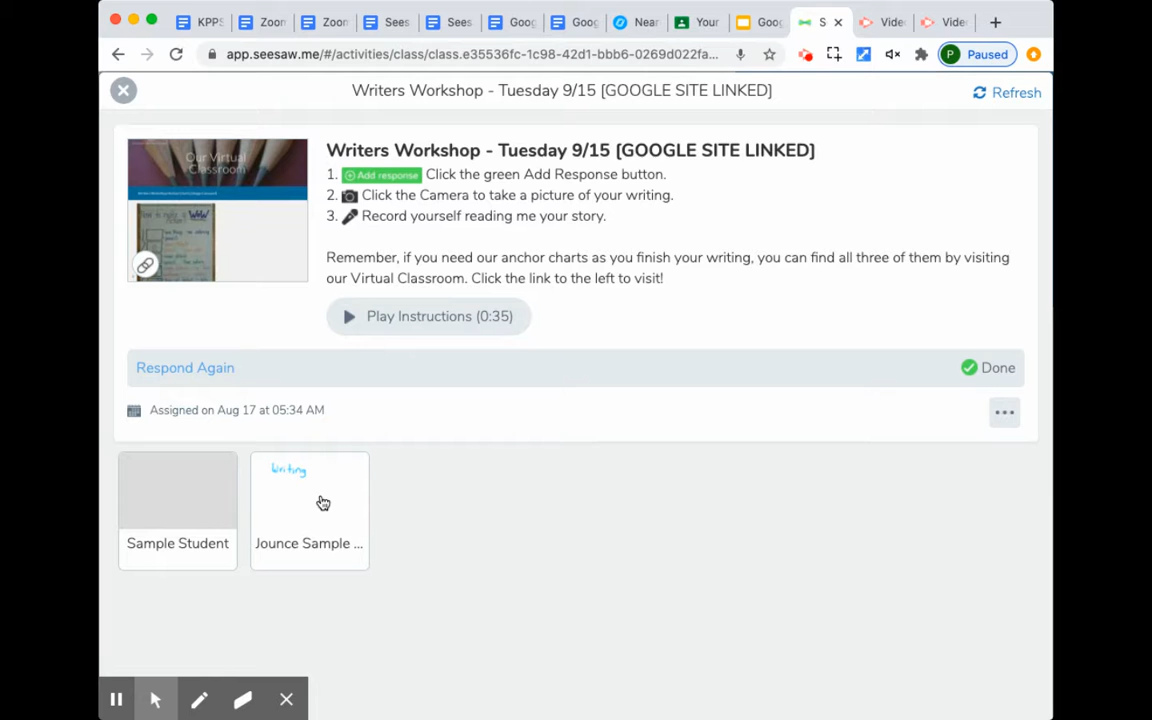 KPPS
Zoon
Zoon
Sees
Sees
Goog
Goog
Near
Your
Goog
S
Vide
Vide
app.seesaw.me/#/activities/class/class.e35536fc-1c98-42d1-bbb6-0269d022fa...
P
Paused
Writers Workshop - Tuesday 9/15 [GOOGLE SITE LINKED]
Refresh
Our Virtual
Classroom
Writers Workshop - Tuesday 9/15 [GOOGLE SITE LINKED]
1. Add response Click the green Add Response button.
2. Click the Camera to take a picture of your writing.
3. Record yourself reading me your story.
Remember, if you need our anchor charts as you finish your writing, you can find all three of them by visiting
our Virtual Classroom. Click the link to the left to visit!
Play Instructions (0:35)
Respond Again
Done
Assigned on Aug 17 at 05:34 AM
Writing
Sample Student
Jounce Sample ...